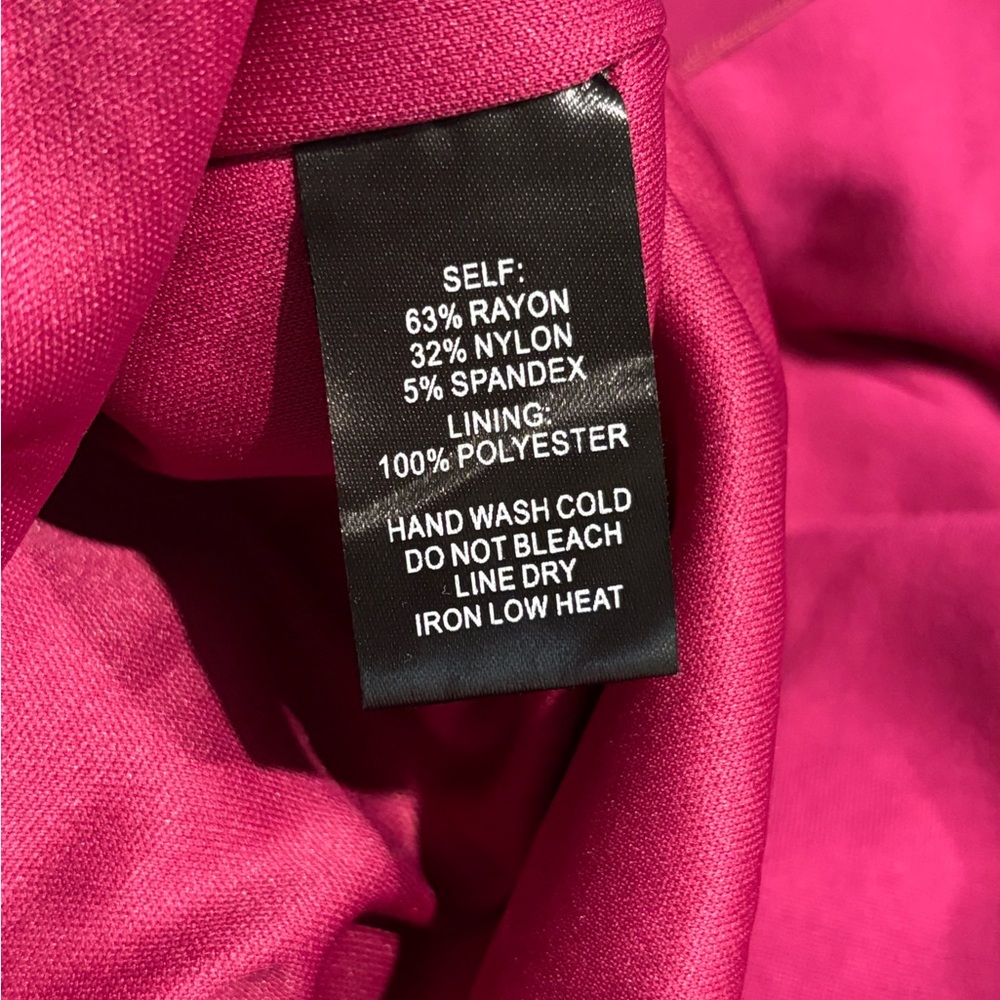 SELF:
63% RAYON
32% NYLON
5% SPANDEX
LINING:
100% POLYESTER
HAND WASH COLD
DO NOT BLEACH
LINE DRY
IRON LOW HEAT